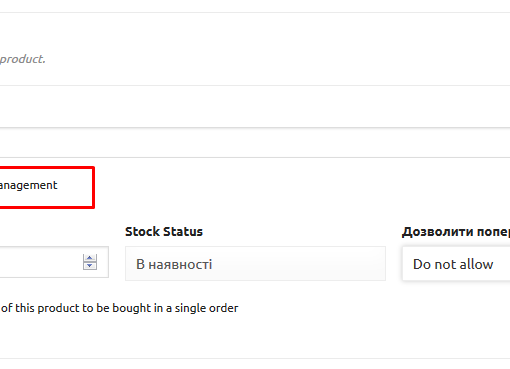 product.
anagement
Stock Status
Дозволити попер
В наявності
Do not allow
of this product to be bought in a single order